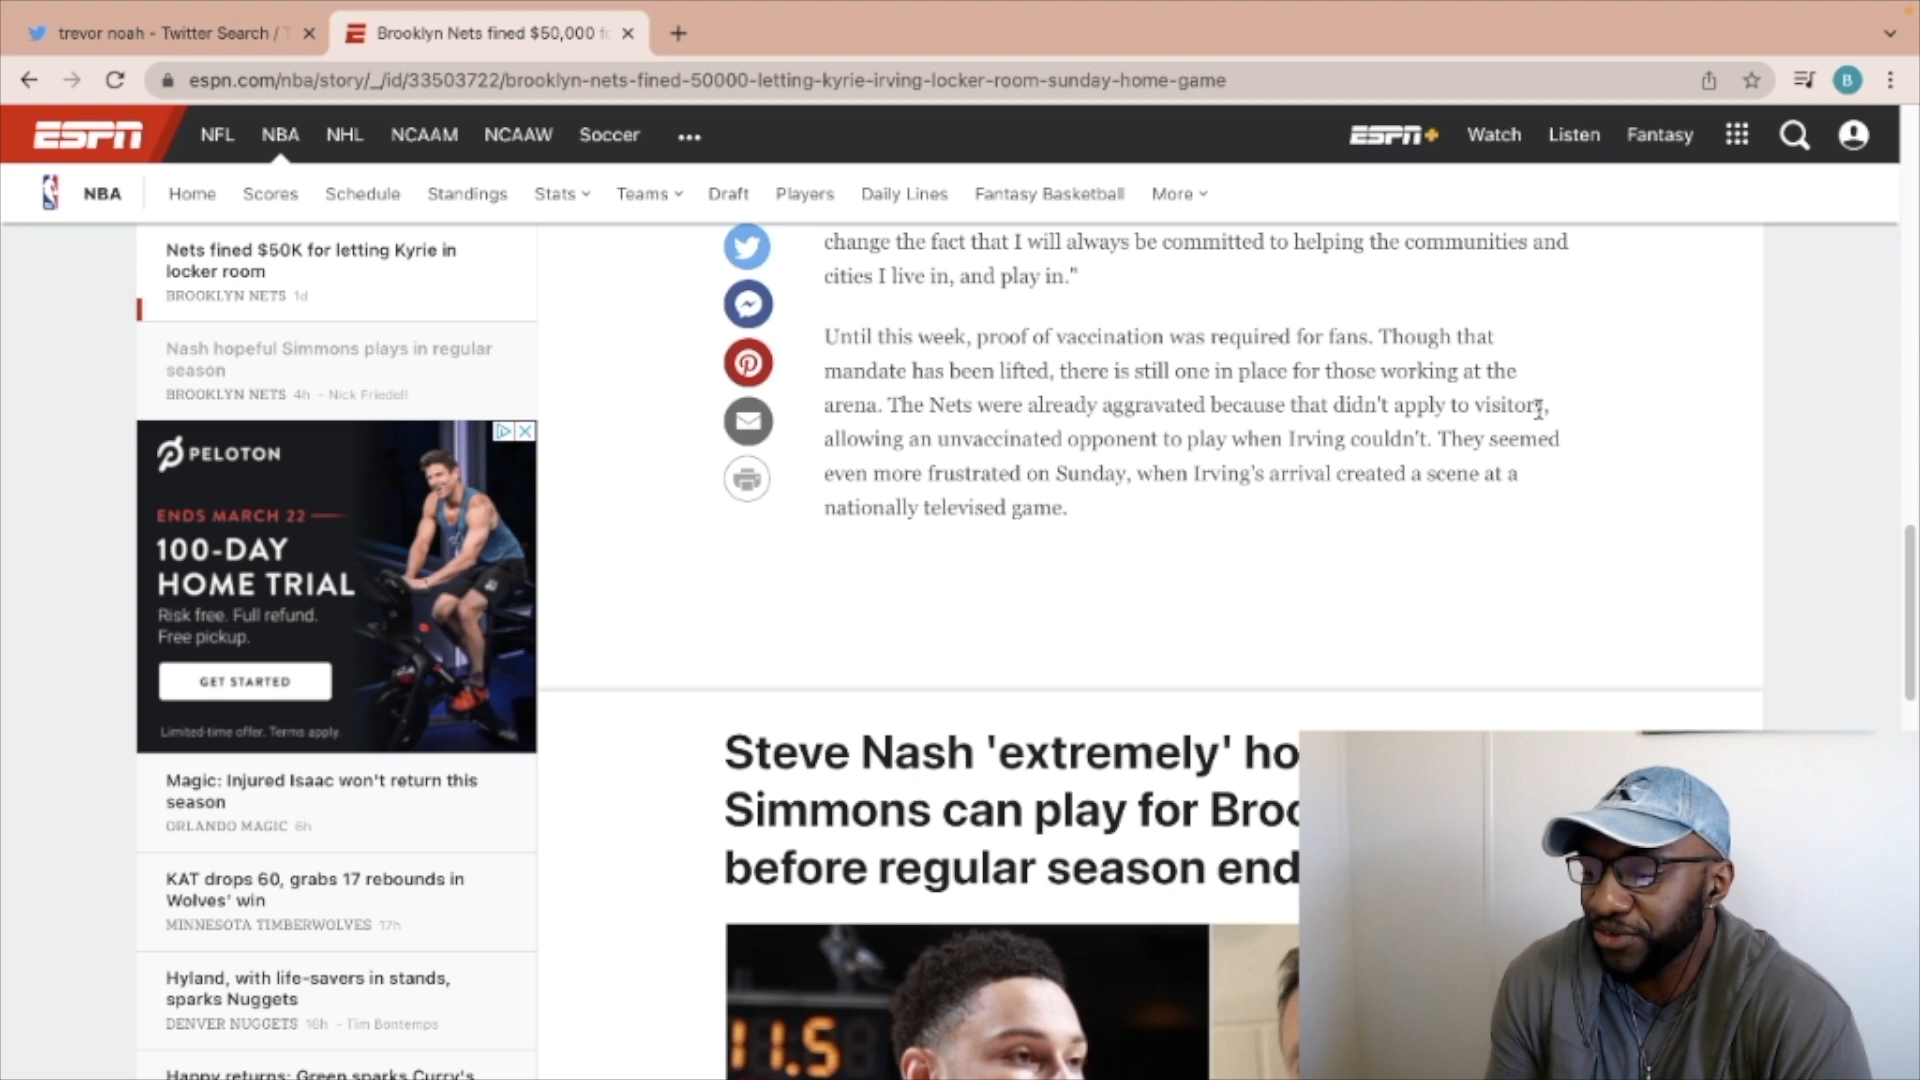 trevor noah - Twitter Search / T
Brooklyn Nets fined $50,000 fo
espn.com/nba/story/_/id/33503722/brooklyn-nets-fined-50000-letting-kyrie-irving-locker-room-sunday-home-game
B
ESPN
NFL NBA NHL NCAAM NCAAW Soccer
ESPN+ Watch Listen Fantasy
NBA Home Scores Schedule Standings Stats Teams Draft Players Daily Lines Fantasy Basketball More
Nets fined $50K for letting Kyrie in
locker room
BROOKLYN NETS 1d
Nash hopeful Simmons plays in regular
season
BROOKLYN NETS 4h - Nick Friedell
PELOTON
ENDS MARCH 22
100-DAY
HOME TRIAL
Risk free. Full refund.
Free pickup.
GET STARTED
Limited-time offer. Terms apply.
Magic: Injured Isaac won't return this
season
ORLANDO MAGIC 6h
KAT drops 60, grabs 17 rebounds in
Wolves' win
MINNESOTA TIMBERWOLVES 17h
Hyland, with life-savers in stands,
sparks Nuggets
DENVER NUGGETS 16h - Tim Bontemps
Happy returns: Green sparks Curry's
change the fact that I will always be committed to helping the communities and
cities I live in, and play in."
Until this week, proof of vaccination was required for fans. Though that
mandate has been lifted, there is still one in place for those working at the
arena. The Nets were already aggravated because that didn't apply to visitors,
allowing an unvaccinated opponent to play when Irving couldn't. They seemed
even more frustrated on Sunday, when Irving's arrival created a scene at a
nationally televised game.
Steve Nash 'extremely' ho
Simmons can play for Broo
before regular season end
11.5